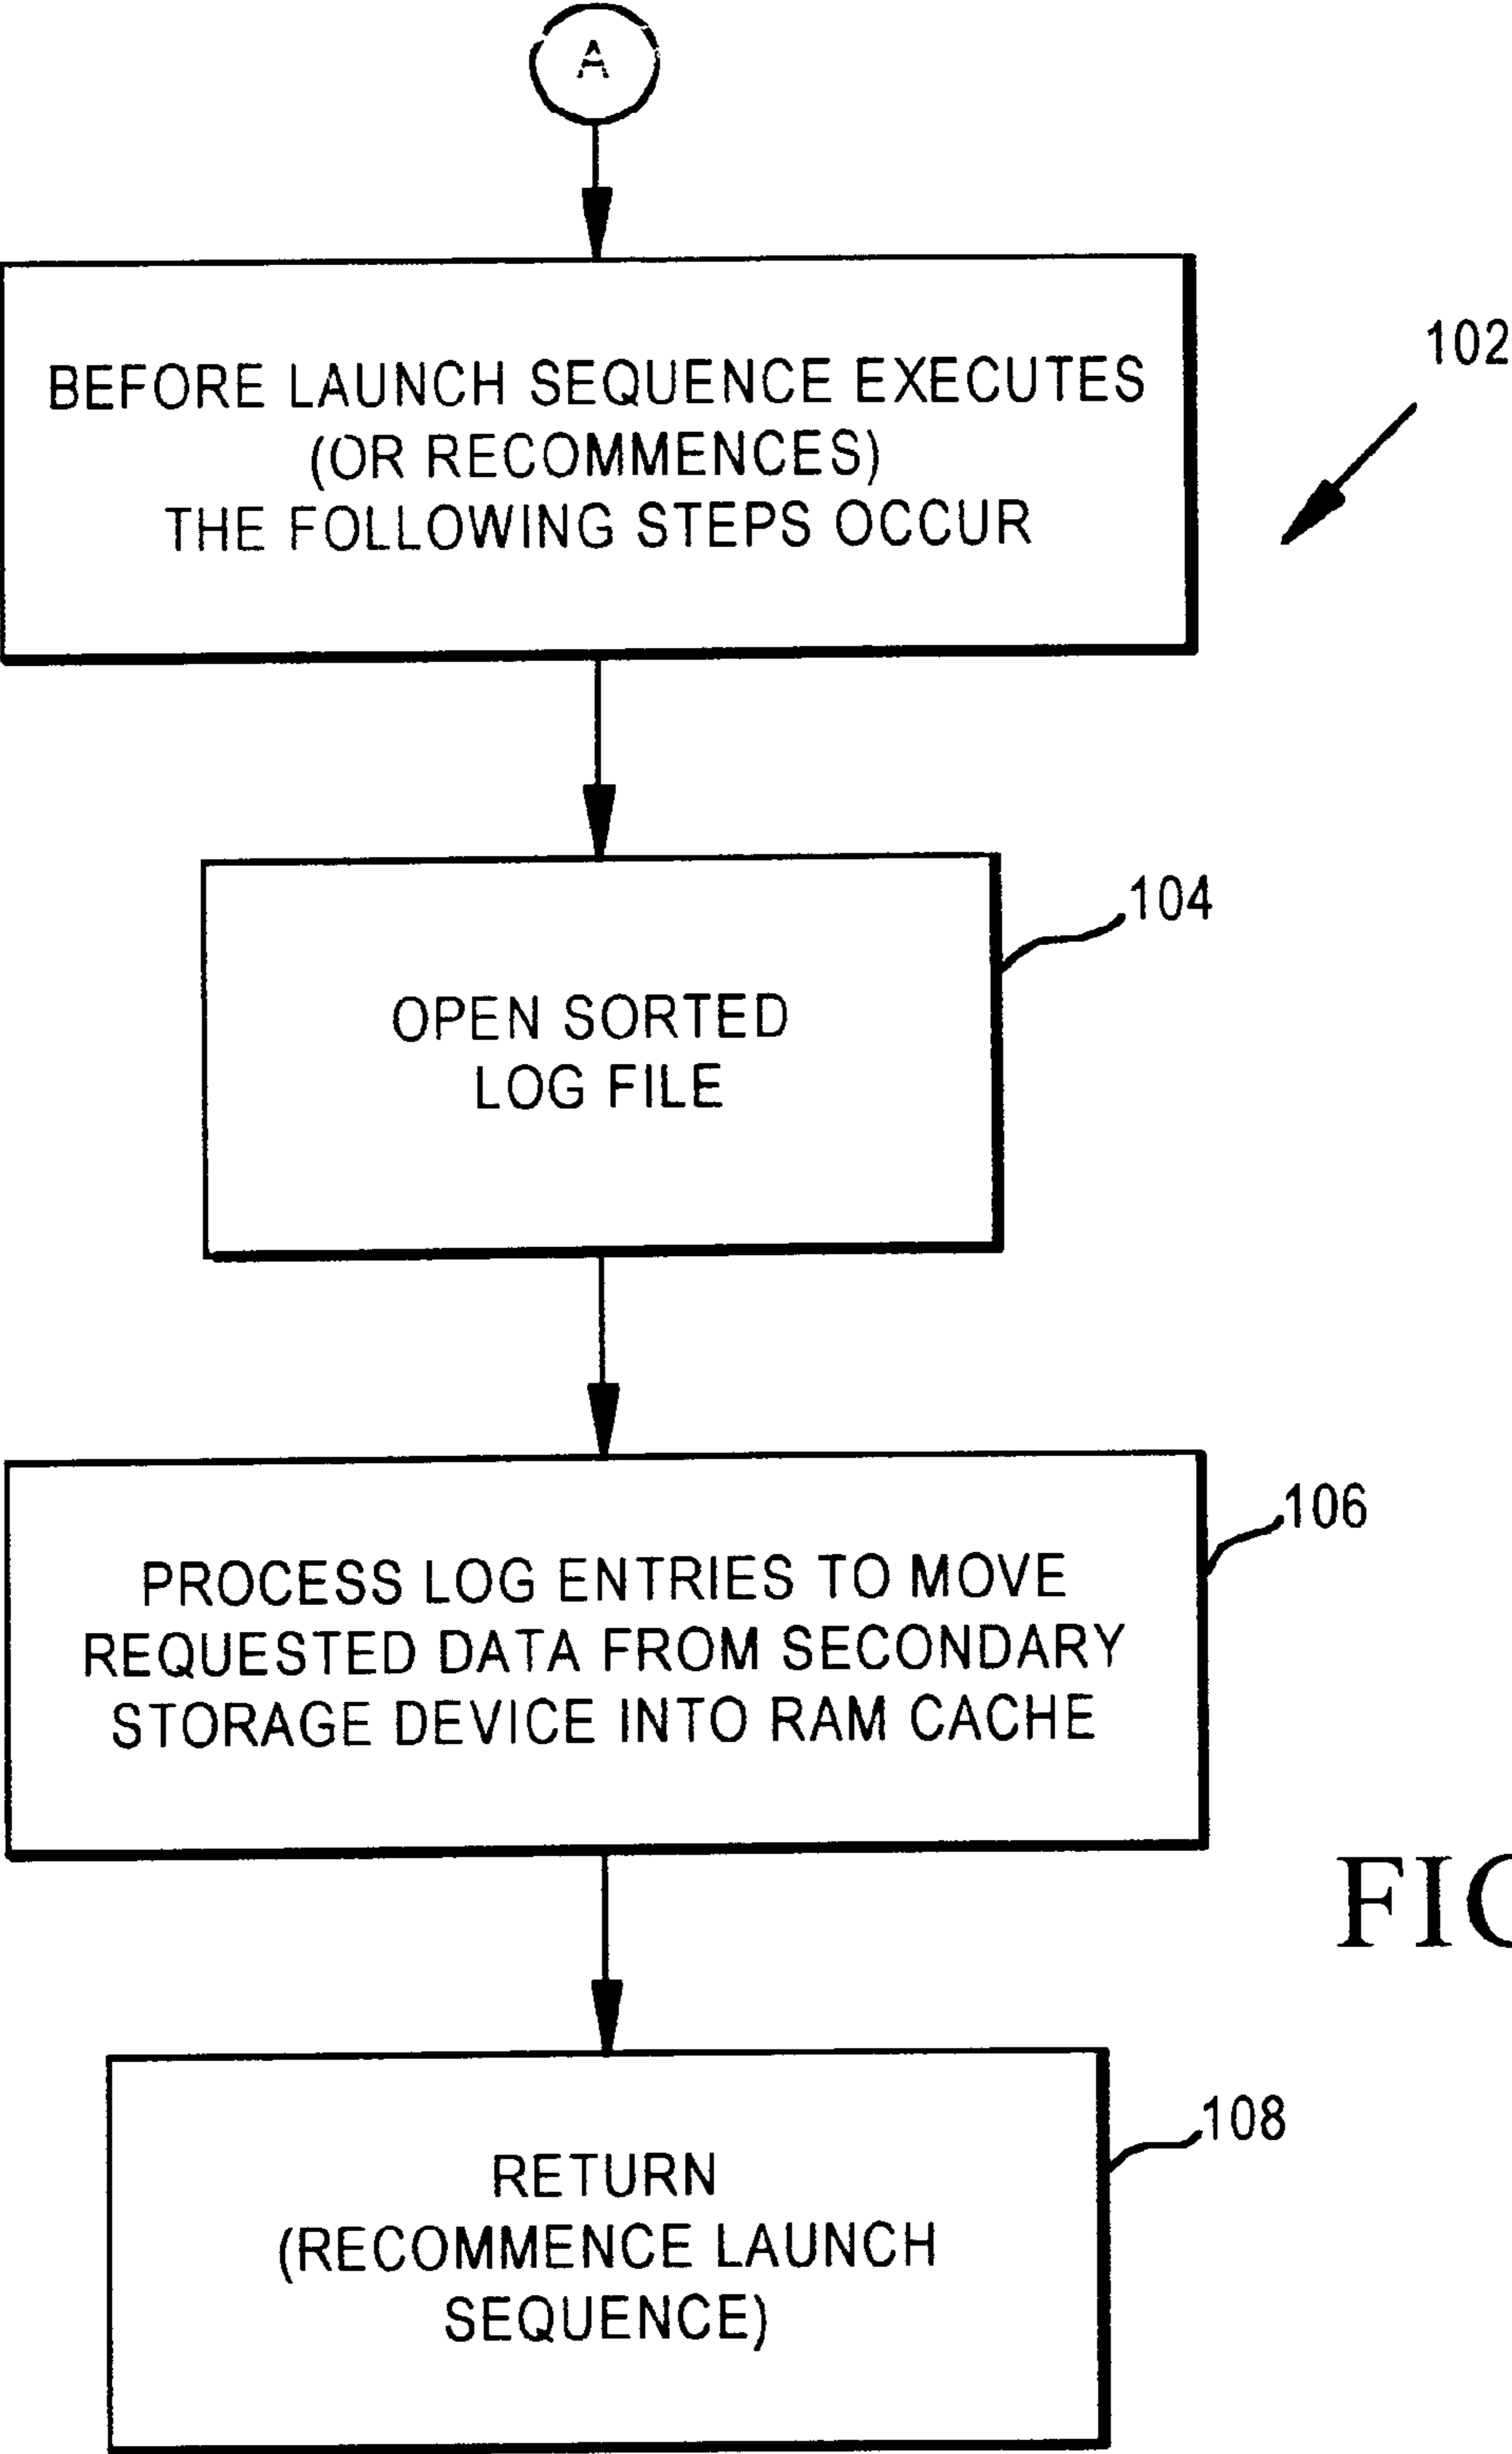 A
BEFORE LAUNCH SEQUENCE EXECUTES
(OR RECOMMENCES)
THE FOLLOWING STEPS OCCUR
102
104
OPEN SORTED
LOG FILE
106
PROCESS LOG ENTRIES TO MOVE
REQUESTED DATA FROM SECONDARY
STORAGE DEVICE INTO RAM CACHE
108
RETURN
(RECOMMENCE LAUNCH
SEQUENCE)